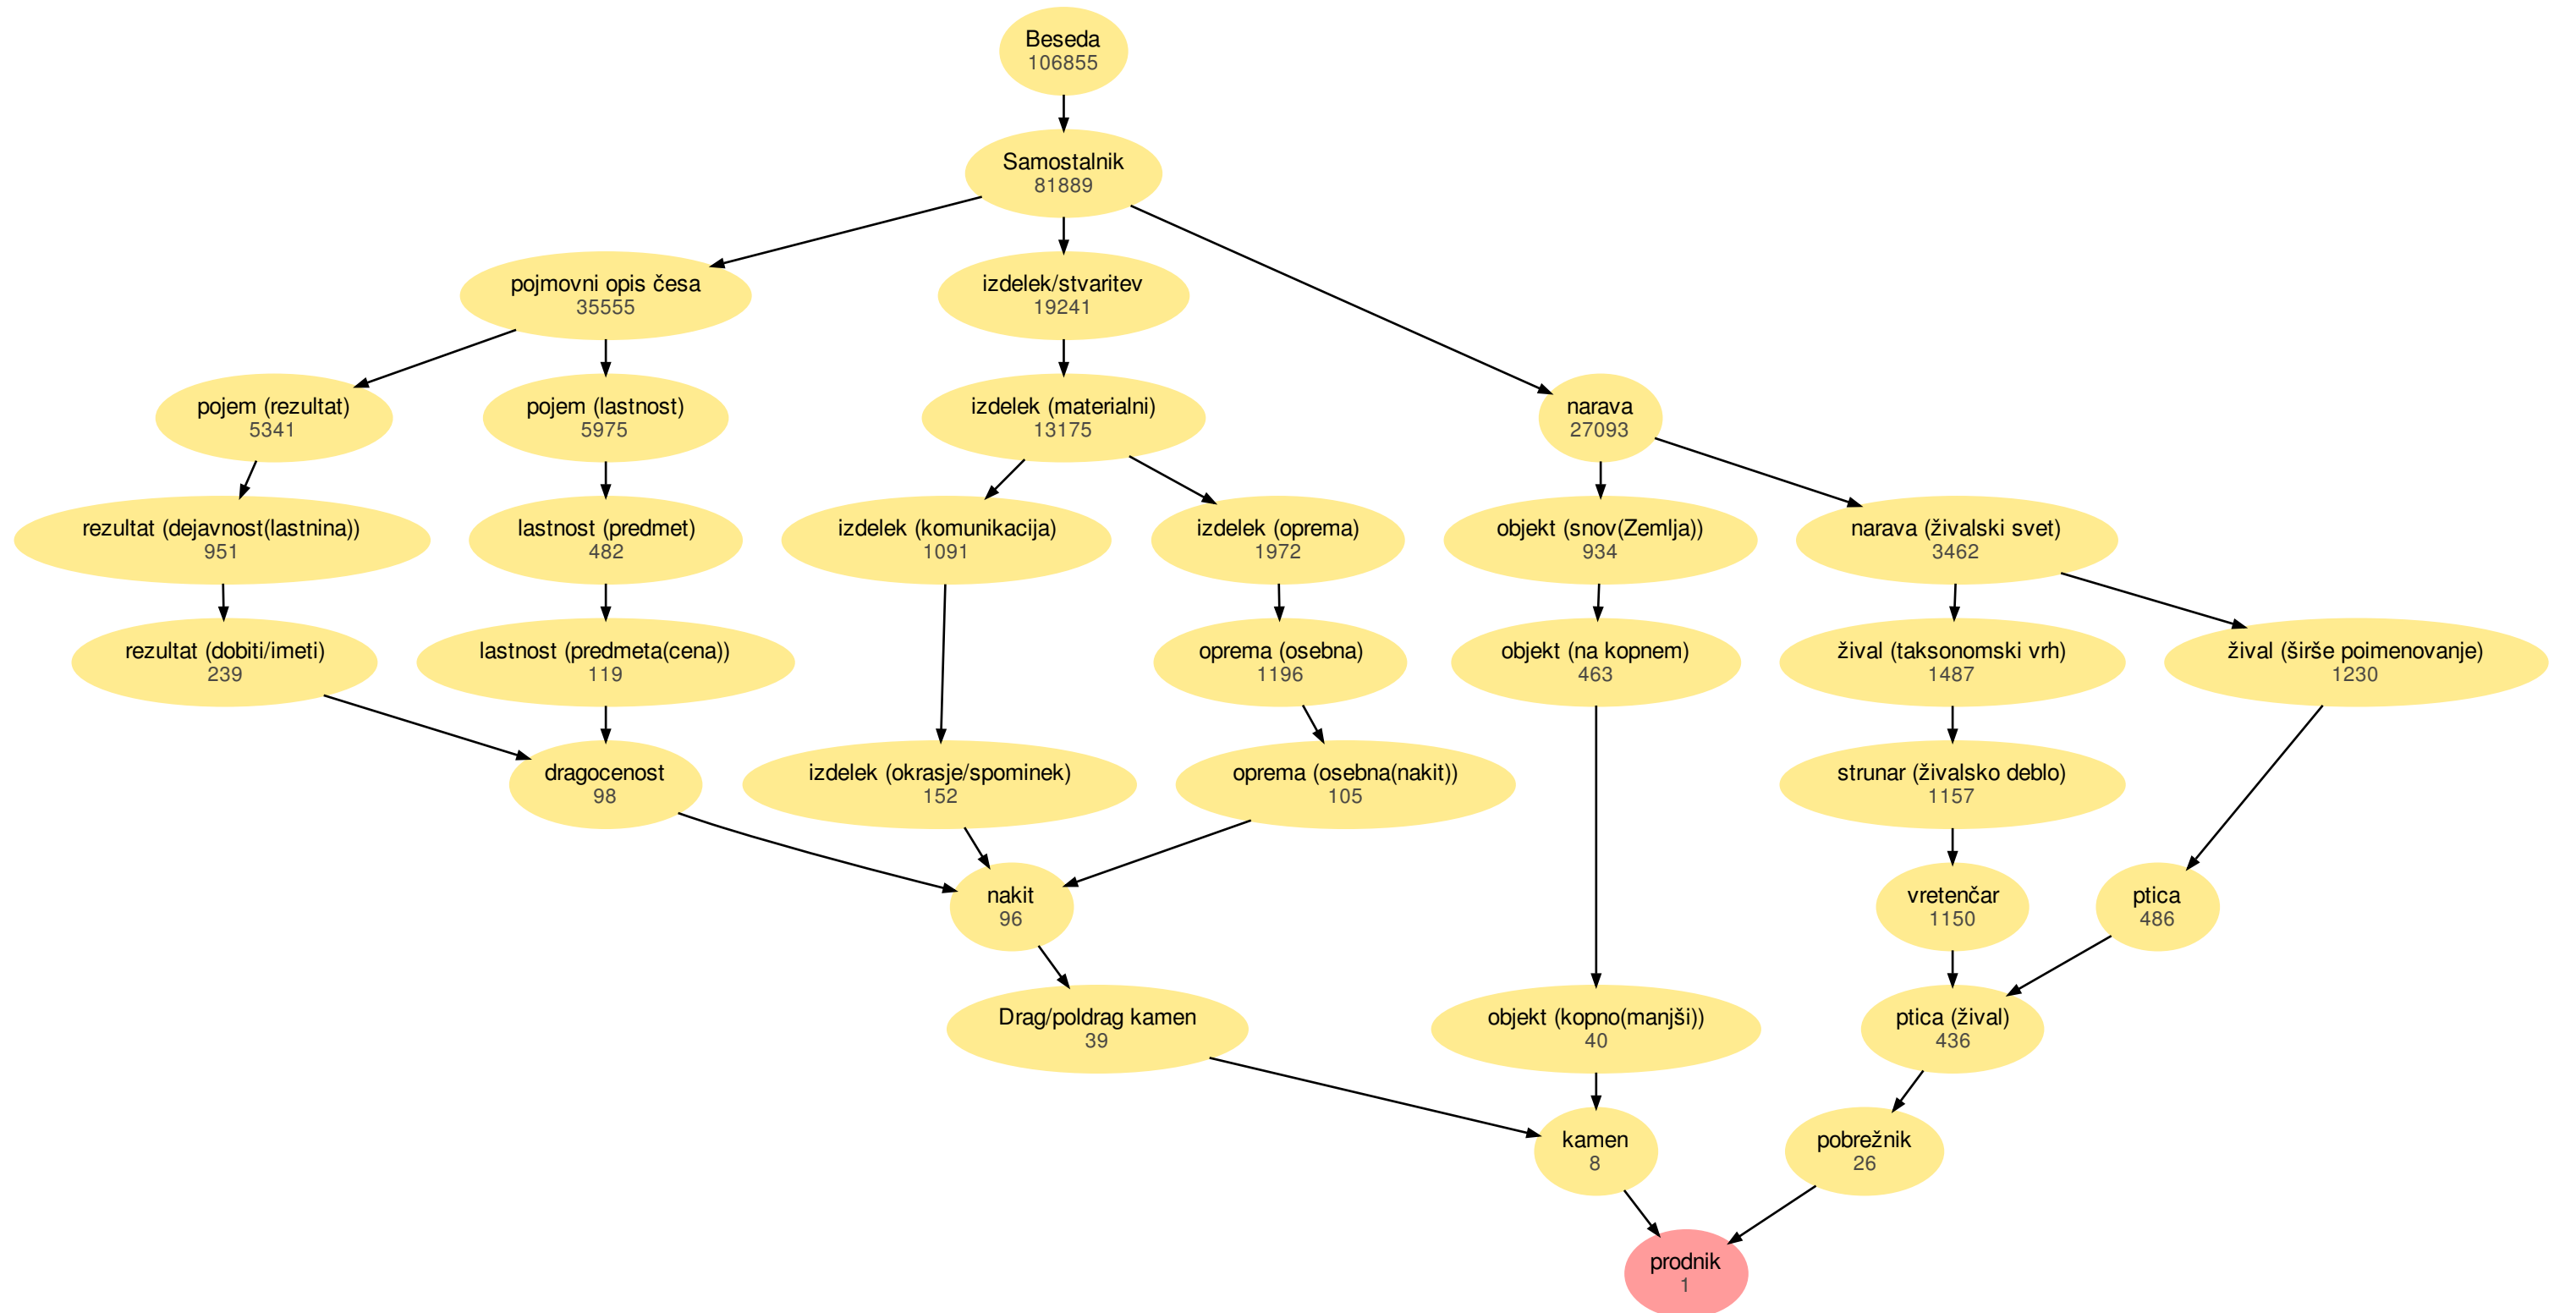 Beseda
106855
Samostalnik
81889
pojmovni opis česa
35555
izdelek/stvaritev
19241
pojem (rezultat)
5341
pojem (lastnost)
5975
izdelek (materialni)
13175
narava
27093
rezultat (dejavnost(lastnina))
951
lastnost (predmet)
482
izdelek (komunikacija)
1091
izdelek (oprema)
1972
objekt (snov(Zemlja))
934
narava (živalski svet)
3462
rezultat (dobiti/imeti)
239
lastnost (predmeta(cena))
119
oprema (osebna)
1196
objekt (na kopnem)
463
žival (taksonomski vrh)
1487
žival (širše poimenovanje)
1230
dragocenost
98
izdelek (okrasje/spominek)
152
oprema (osebna(nakit))
105
strunar (živalsko deblo)
1157
nakit
96
vretenčar
1150
ptica
486
Drag/poldrag kamen
39
objekt (kopno(manjši))
40
ptica (žival)
436
kamen
8
pobrežnik
26
prodnik
1